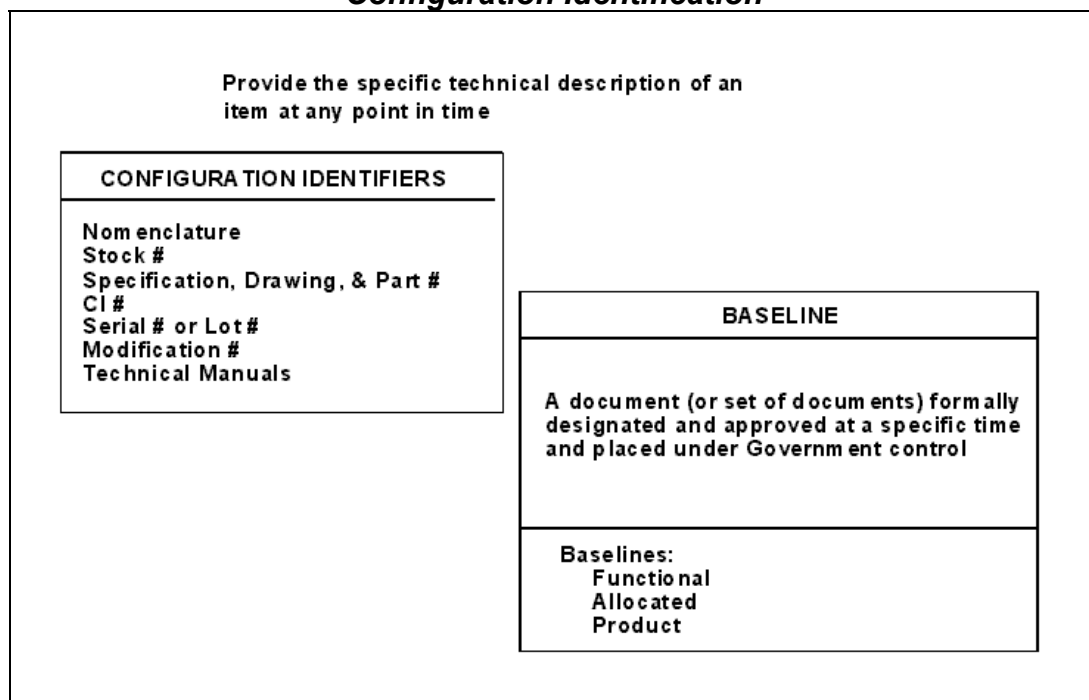 Configuration Identification
Provide the specific technical description of an
item at any point in time
CONFIGURATION IDENTIFIERS
Nomenclature
Stock #
Specification, Drawing, & Part #
CI #
Serial # or Lot #
Modification #
Technical Manuals
BASELINE
A document (or set of documents) formally
designated and approved at a specific time
and placed under Government control
Baselines:
Functional
Allocated
Product